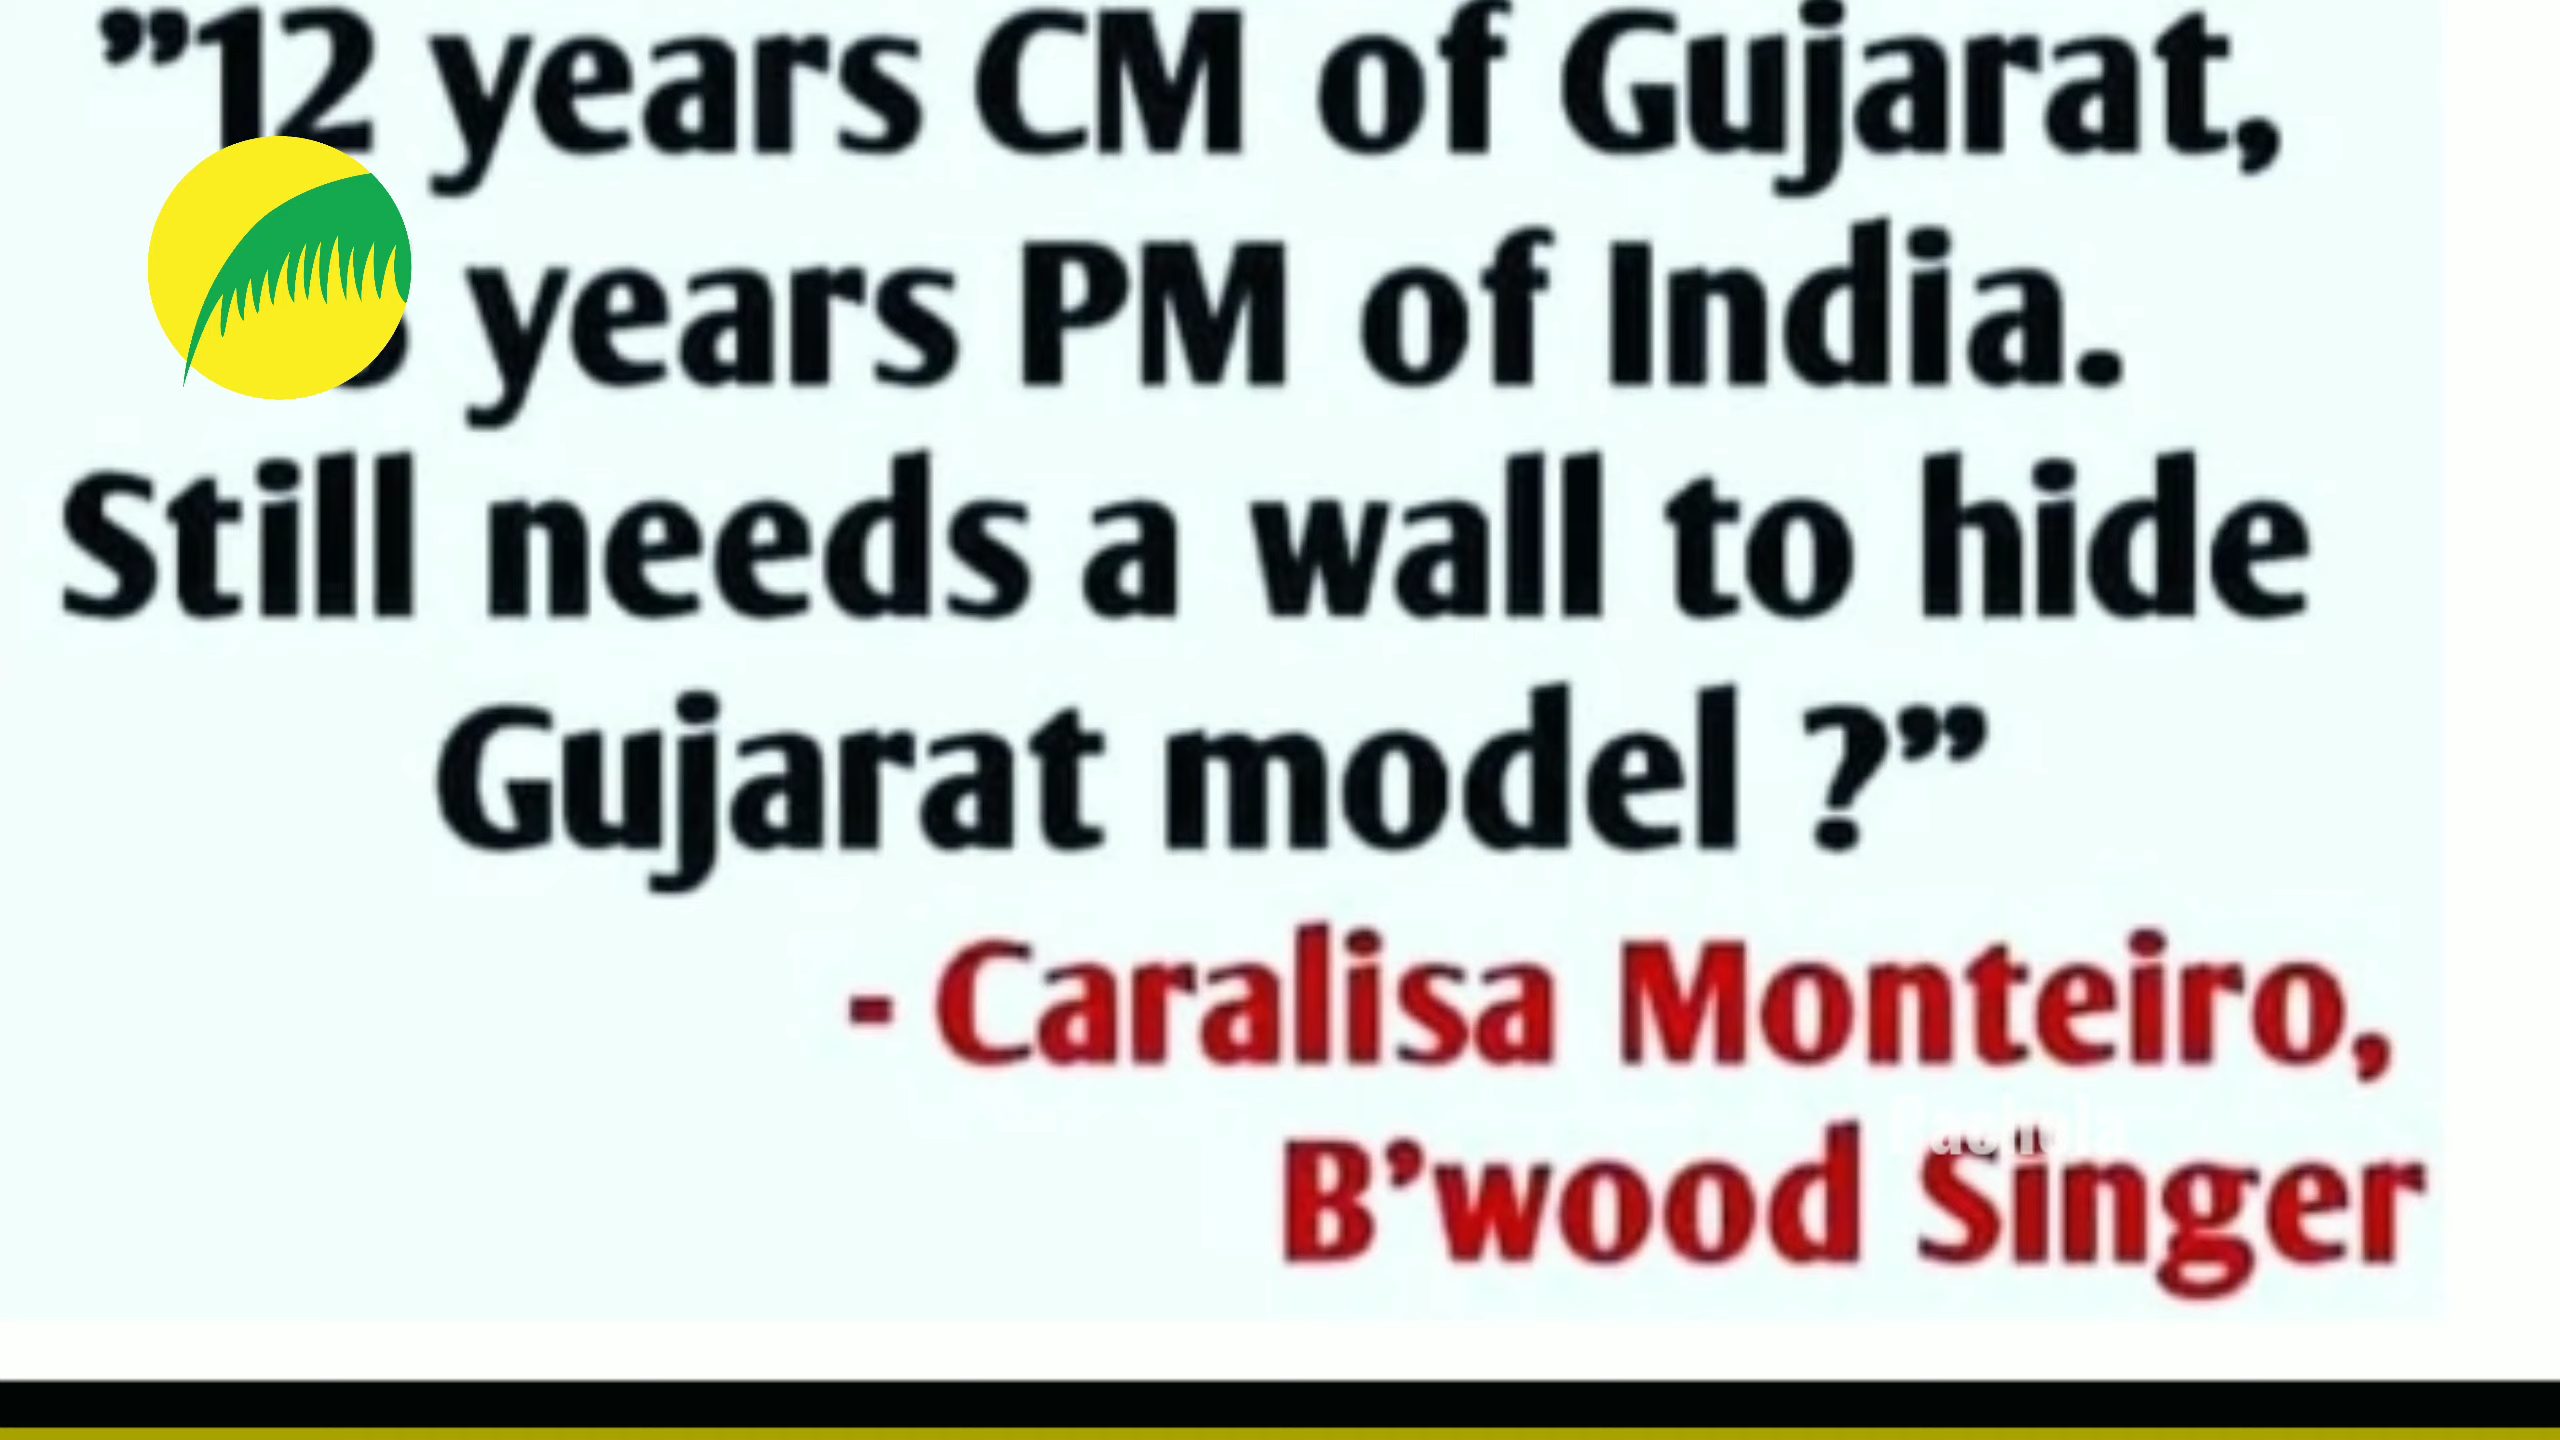 ”12 years CM of Gujarat,
years PM of India.
Still needs a wall to hide
Gujarat model ?”
- Caralisa Monteiro,
B’wood Singer